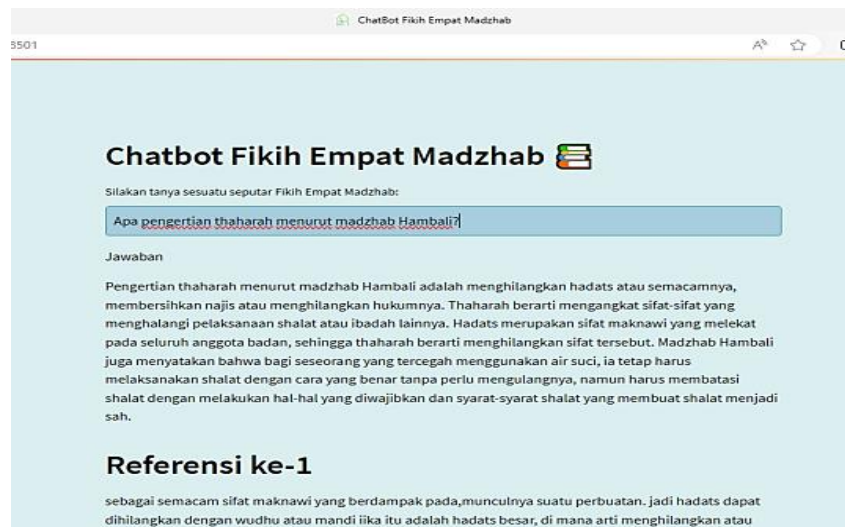 ChatBot Fikih Empat Madzhab
8501
Chatbot Fikih Empat Madzhab
Silakan tanya sesuatu seputar Fikih Empat Madzhab:
Apa pengertian thaharah menurut madzhab Hambali?
Jawaban
Pengertian thaharah menurut madzhab Hambali adalah menghilangkan hadats atau semacamnya,
membersihkan najis atau menghilangkan hukumnya. Thaharah berarti mengangkat sifat-sifat yang
menghalangi pelaksanaan shalat atau ibadah lainnya. Hadats merupakan sifat maknawi yang melekat
pada seluruh anggota badan, sehingga thaharah berarti menghilangkan sifat tersebut. Madzhab Hambali
juga menyatakan bahwa bagi seseorang yang tercegah menggunakan air suci, ia tetap harus
melaksanakan shalat dengan cara yang benar tanpa perlu mengulangnya, namun harus membatasi
shalat dengan melakukan hal-hal yang diwajibkan dan syarat-syarat shalat yang membuat shalat menjadi
sah.
Referensi ke-1
sebagai semacam sifat maknawi yang berdampak pada,munculnya suatu perbuatan. jadi hadats dapat
dihilangkan dengan wudhu atau mandi jika itu adalah hadats besar, di mana arti menghilangkan atau